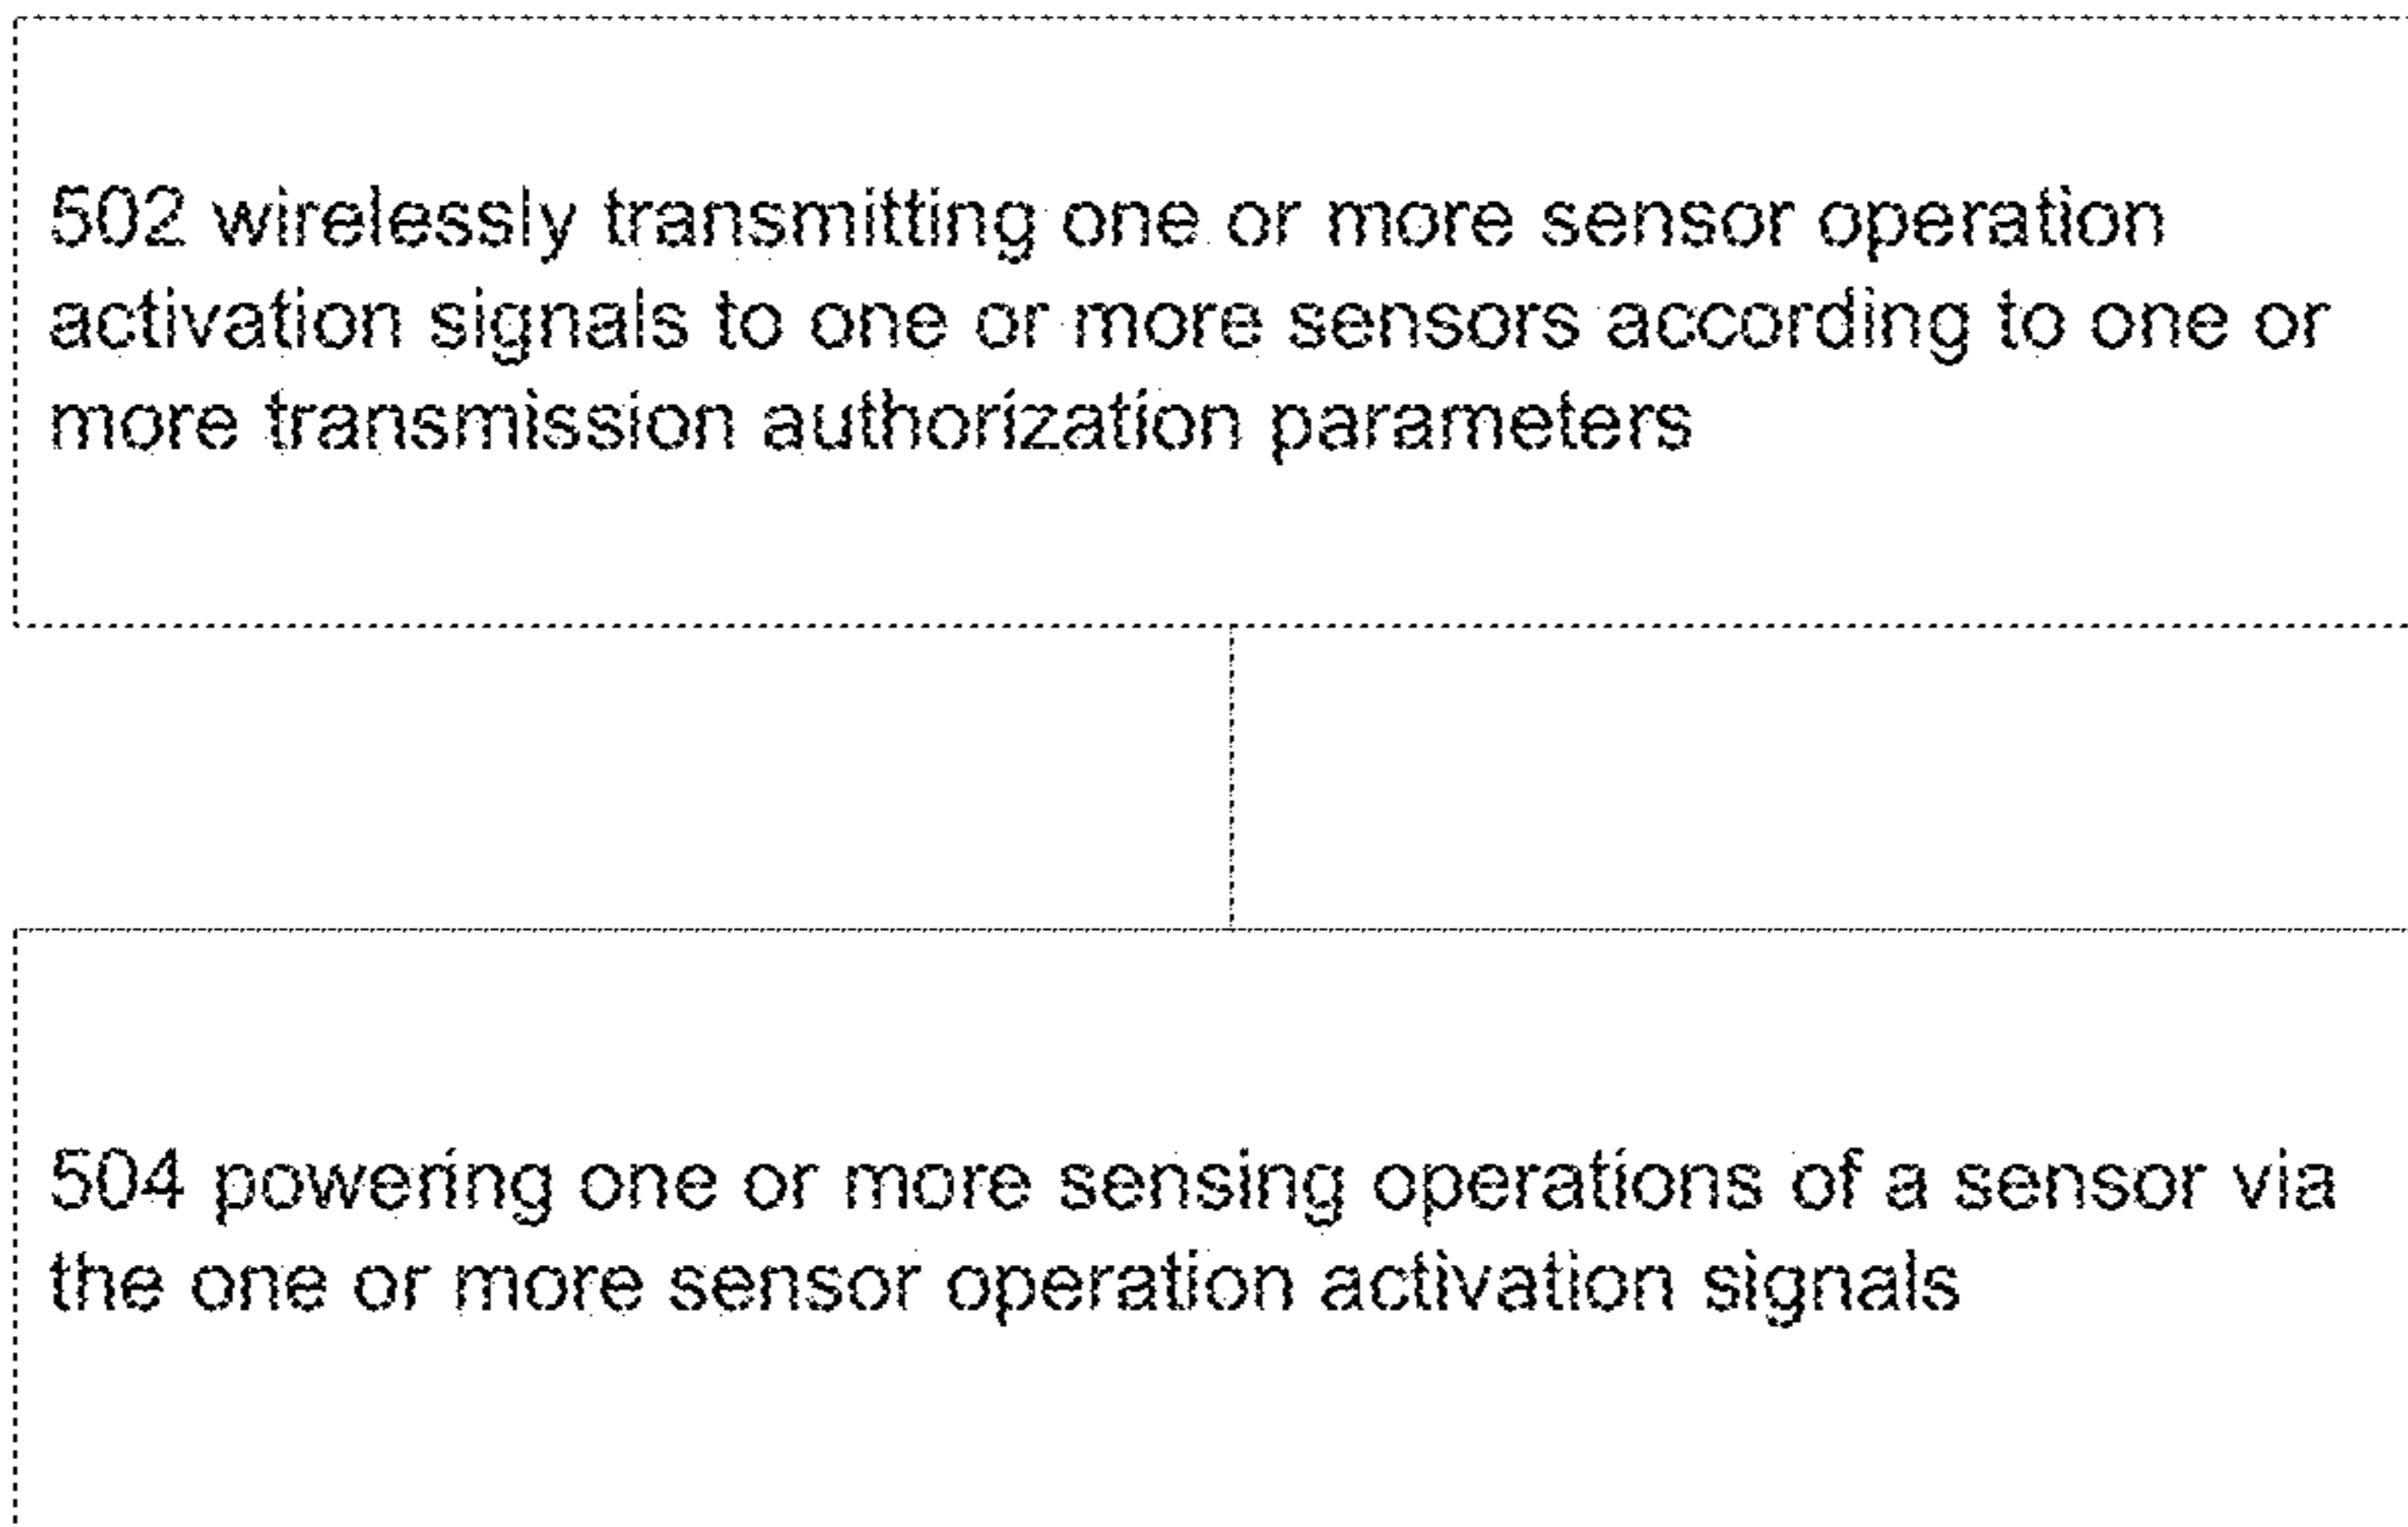 502 wirelessly transmitting one or more sensor operation
activation signals to one or more sensors according to one or
more transmission authorization parameters
504 powering one or more sensing operations of a sensor via
the one or more sensor operation activation signals